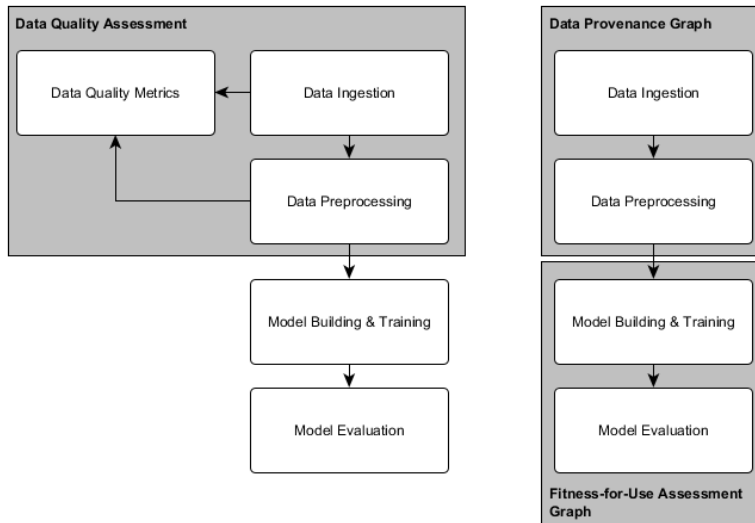 Data Quality Assessment
Data Quality Metrics
Data Ingestion
Data Preprocessing
Model Building & Training
Model Evaluation
Data Provenance Graph
Data Ingestion
Data Preprocessing
Model Building & Training
Model Evaluation
Fitness-for-Use Assessment
Graph